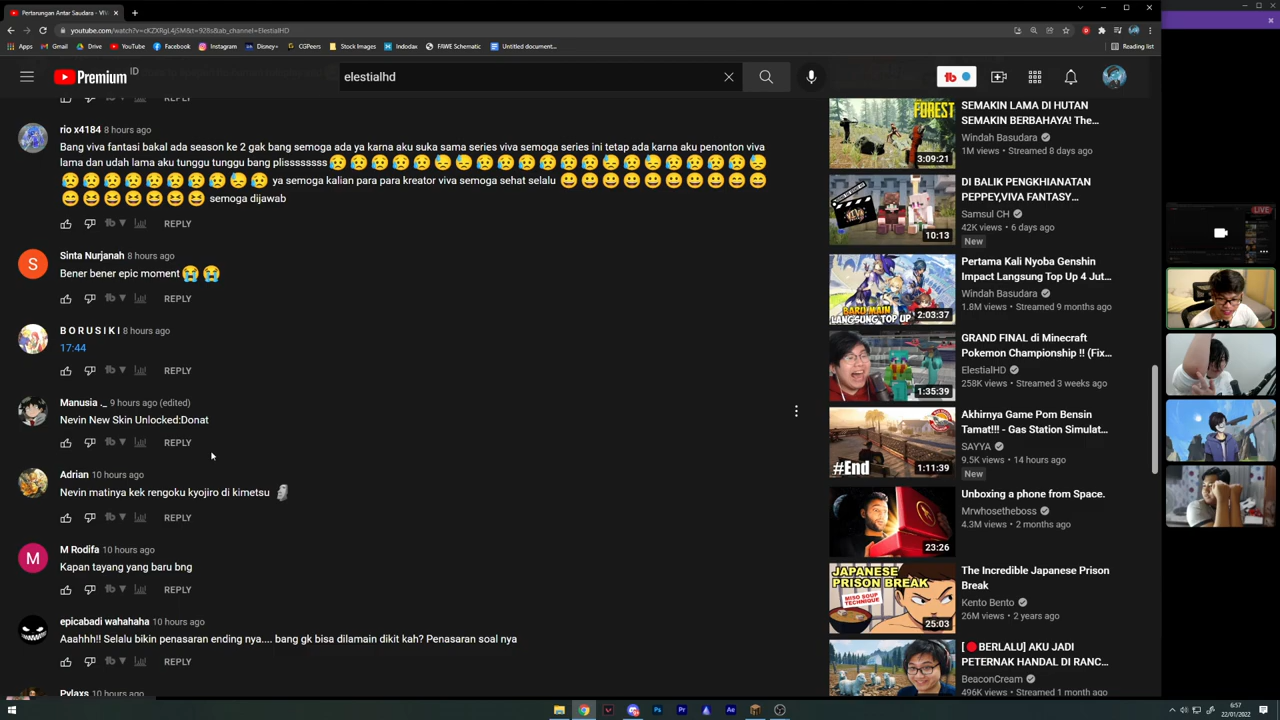 Pertarungan Antar Saudara - VIV
youtube.com/watch?v=cKZXRgL4j5M&t=928s&ab_channel=ElestialHD
Apps
Gmail
Drive
YouTube
Facebook
Instagram
Disney+
CGPeers
Stock Images
Indodax
FAWE Schematic
Untitled document...
Reading list
Premium ID
elestialhd
REPLY
rio x4184 8 hours ago
Bang viva fantasi bakal ada season ke 2 gak bang semoga ada ya karna aku suka sama series viva semoga series ini tetap ada karna aku penonton viva
lama dan udah lama aku tunggu tunggu bang plisssssss😥😥😥😥😥😓😓😥😥😥😥😥😥😓😥😓😥😥😥😥😓
😥😥😥😥😥😥😥😥😓😥 ya semoga kalian para para kreator viva semoga sehat selalu 😀😀😀😀😀😀😀😀😄😄
😄😆😆😆😆😆😆 semoga dijawab
REPLY
Sinta Nurjanah 8 hours ago
S
Bener bener epic moment 😭 😭
REPLY
B O R U S I K I 8 hours ago
17:44
REPLY
Manusia ._ 9 hours ago (edited)
Nevin New Skin Unlocked:Donat
REPLY
Adrian 10 hours ago
Nevin matinya kek rengoku kyojiro di kimetsu 🗿
REPLY
M Rodifa 10 hours ago
M
Kapan tayang yang baru bng
REPLY
epicabadi wahahaha 10 hours ago
Aaahhh!! Selalu bikin penasaran ending nya.... bang gk bisa dilamain dikit kah? Penasaran soal nya
REPLY
Pylaxs 10 hours ago
FOREST
3:09:21
SEMAKIN LAMA DI HUTAN
SEMAKIN BERBAHAYA! The...
Windah Basudara
1M views • Streamed 8 days ago
VIVA
10:13
DI BALIK PENGKHIANATAN
PEPPEY,VIVA FANTASY...
Samsul CH
42K views • 6 days ago
New
BARU MAIN
LANGSUNG TOP UP
2:03:37
Pertama Kali Nyoba Genshin
Impact Langsung Top Up 4 Jut...
Windah Basudara
1.8M views • Streamed 9 months ago
1:35:39
GRAND FINAL di Minecraft
Pokemon Championship !! (Fix...
ElestialHD
258K views • Streamed 3 weeks ago
#End
1:11:39
Akhirnya Game Pom Bensin
Tamat!!! - Gas Station Simulat...
SAYYA
9.5K views • 14 hours ago
New
23:26
Unboxing a phone from Space.
Mrwhosetheboss
4.3M views • 2 months ago
JAPANESE
PRISON BREAK
MISO SOUP
TECHNIQUE
25:03
The Incredible Japanese Prison
Break
Kento Bento
26M views • 2 years ago
[🔴BERLALU] AKU JADI
PETERNAK HANDAL DI RANC...
BeaconCream
496K views • Streamed 1 month ago
LIVE
6:57
22/01/2022